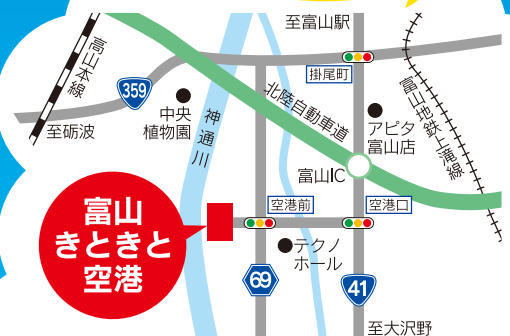 至富山駅
高山本線
掛尾町
359
中央
植物園
神通川
北陸自動車道
アピタ
富山店
富山地鉄上滝線
至砺波
富山IC
富山
きときと
空港
空港前
空港口
テクノ
ホール
69
41
至大沢野